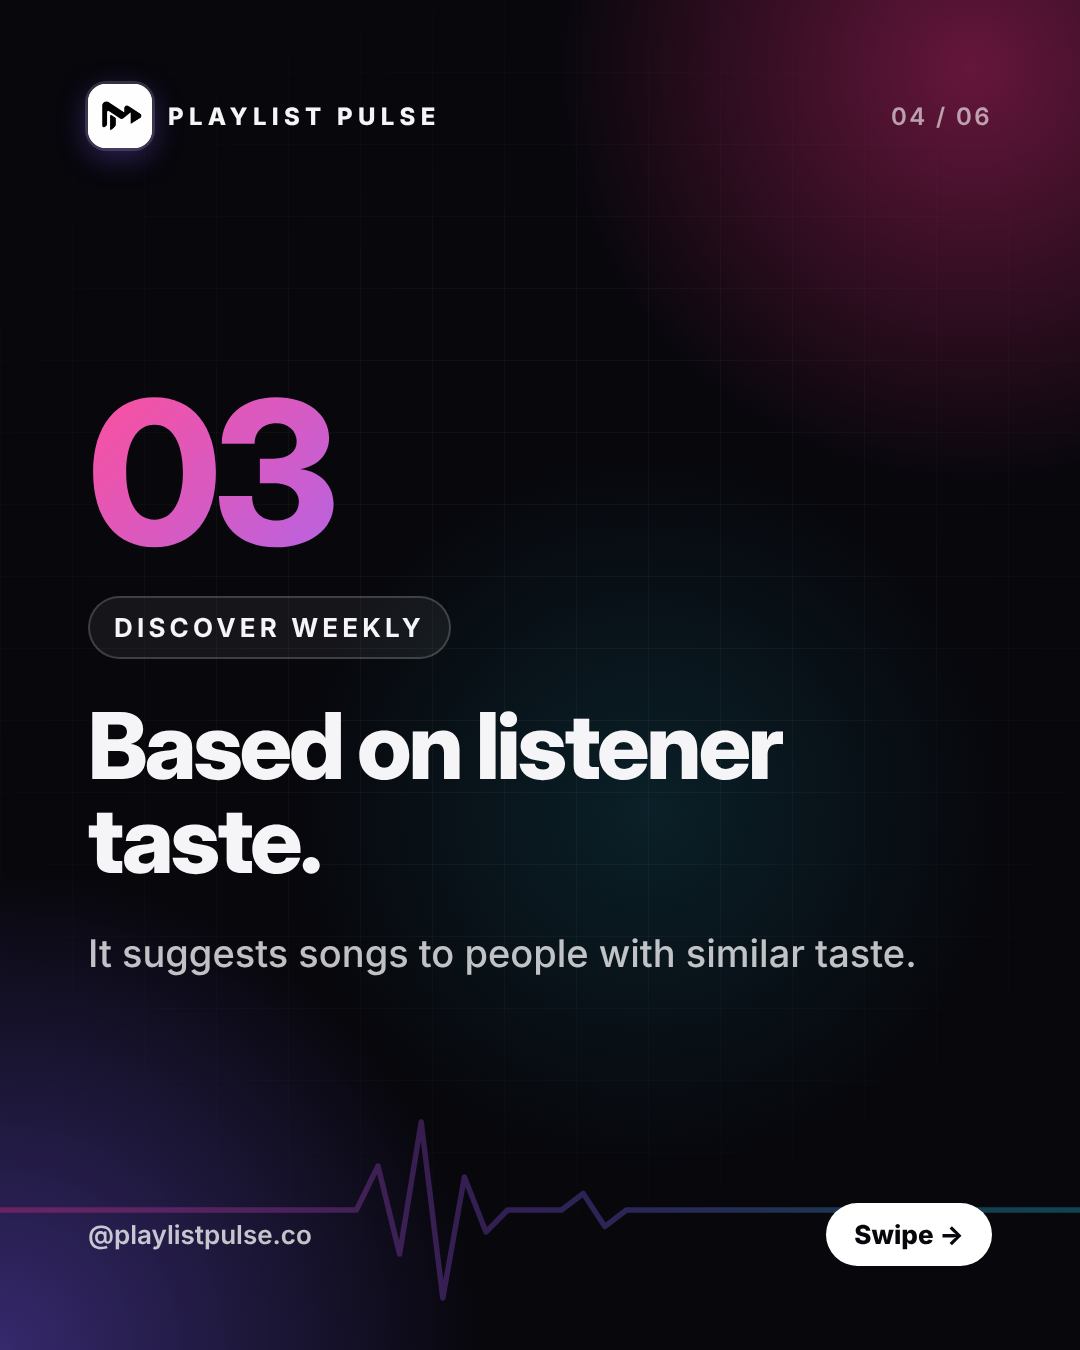 PLAYLIST PULSE
04 / 06
03
DISCOVER WEEKLY
Based on listener
taste.
It suggests songs to people with similar taste.
@playlistpulse.co
Swipe →